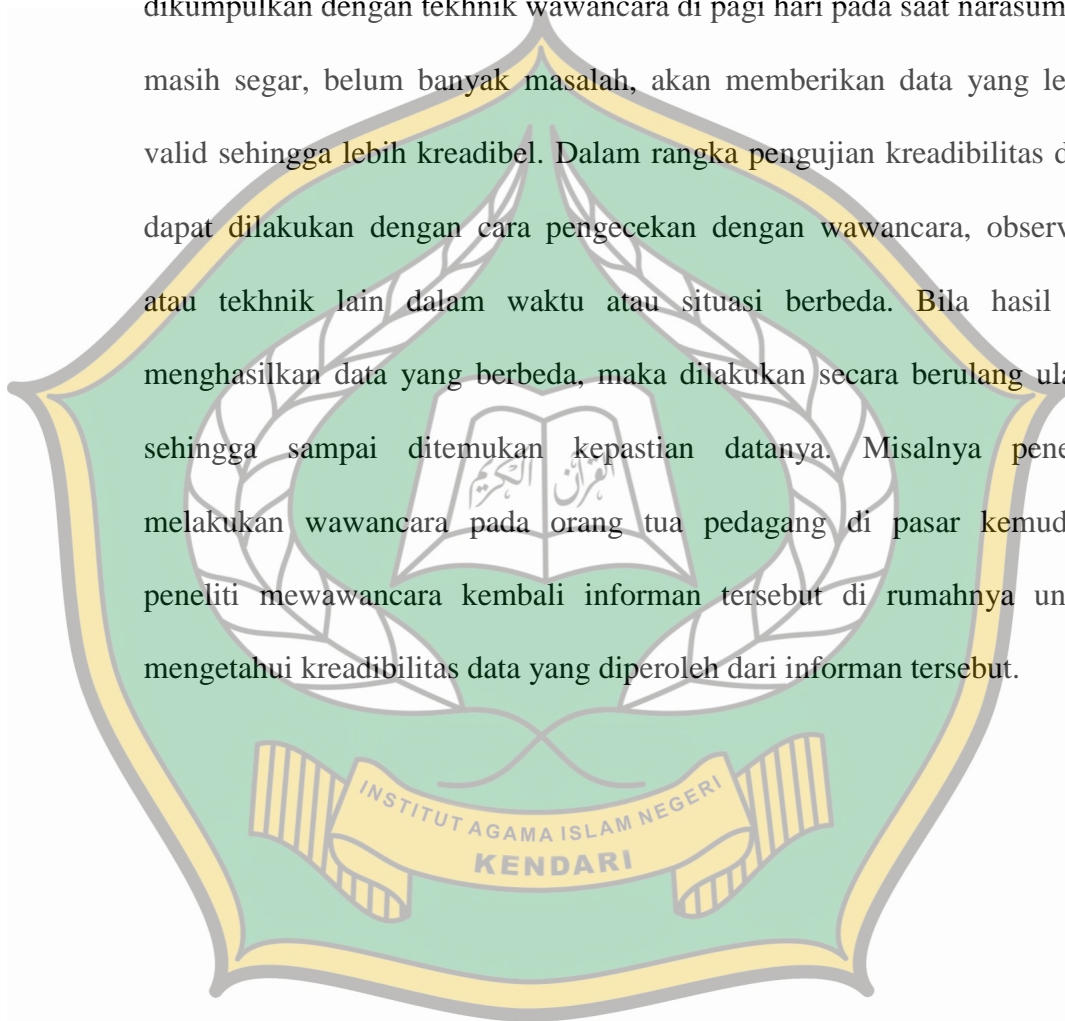 dikumpulkan dengan tekhnik wawancara di pagi hari pada saat narasum
masih segar, belum banyak masalah, akan memberikan data yang le
valid sehingga lebih kreadibel. Dalam rangka pengujian kreadibilitas d
dapat dilakukan dengan cara pengecekan dengan wawancara, observ
atau tekhnik lain dalam waktu atau situasi berbeda. Bila hasil
menghasilkan data yang berbeda, maka dilakukan secara berulang ula
sehingga sampai ditemukan kepastian datanya. Misalnya pene
melakukan wawancara pada orang tua pedagang di pasar kemud
peneliti mewawancara kembali informan tersebut di rumahnya un
mengetahui kreadibilitas data yang diperoleh dari informan tersebut.
القرآن الكريم
INSTITUT AGAMA ISLAM NEGERI
KENDARI